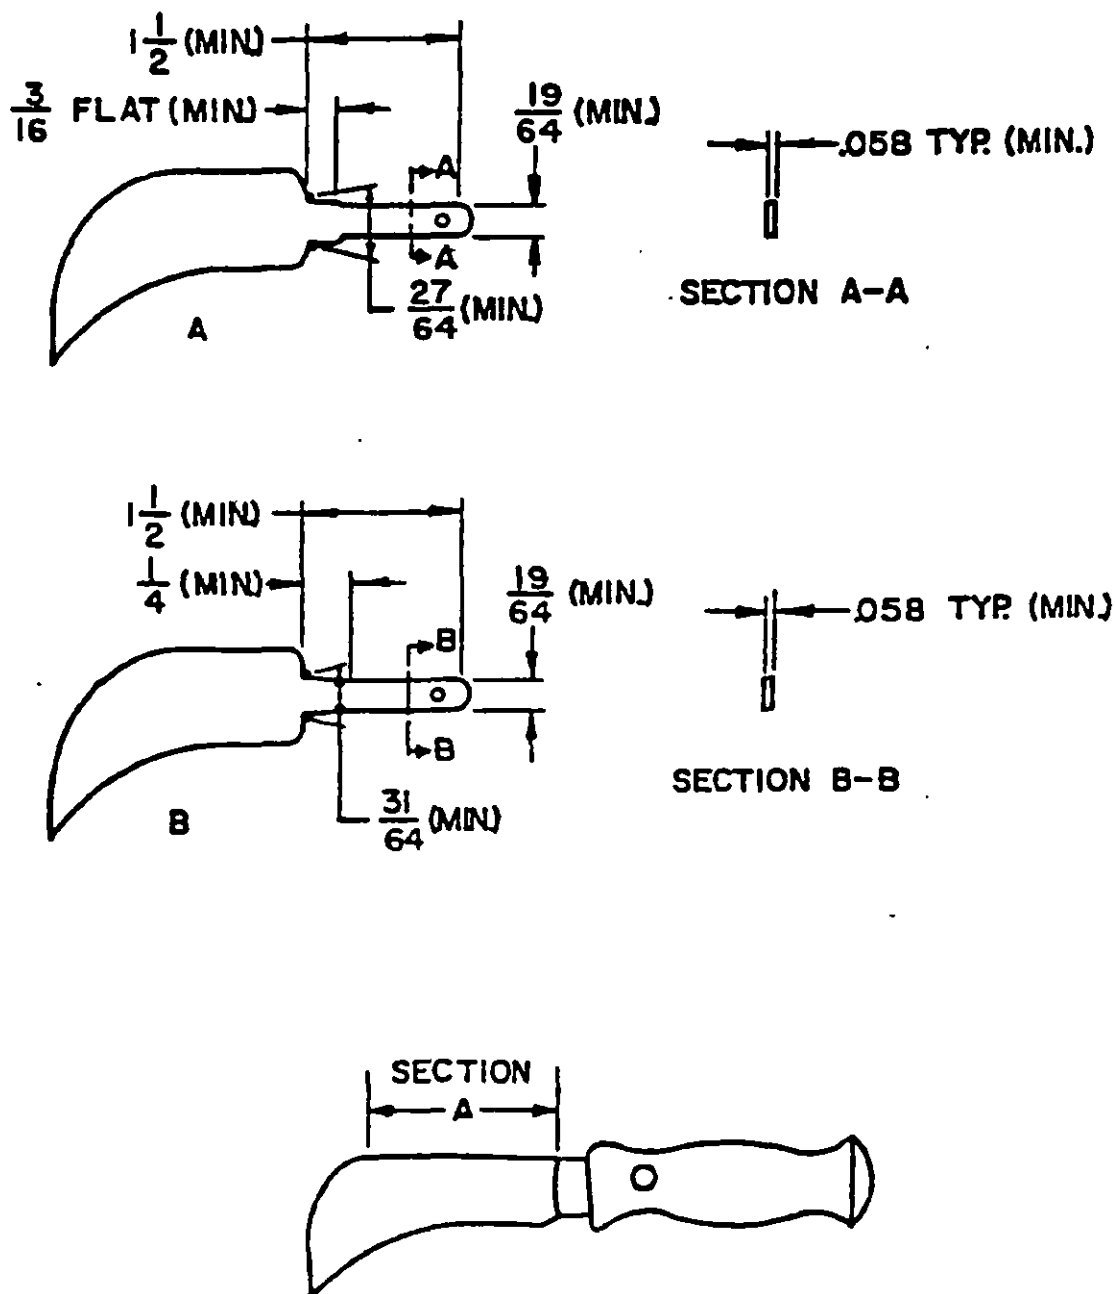 1 1/2 (MIN.)
3/16 FLAT (MIN.)
19/64 (MIN.)
.058 TYP. (MIN.)
A
A
27/64 (MIN.)
A
SECTION A-A
1 1/2 (MIN.)
1/4 (MIN.)
19/64 (MIN.)
.058 TYP. (MIN.)
B
B
31/64 (MIN.)
B
SECTION B-B
SECTION
A